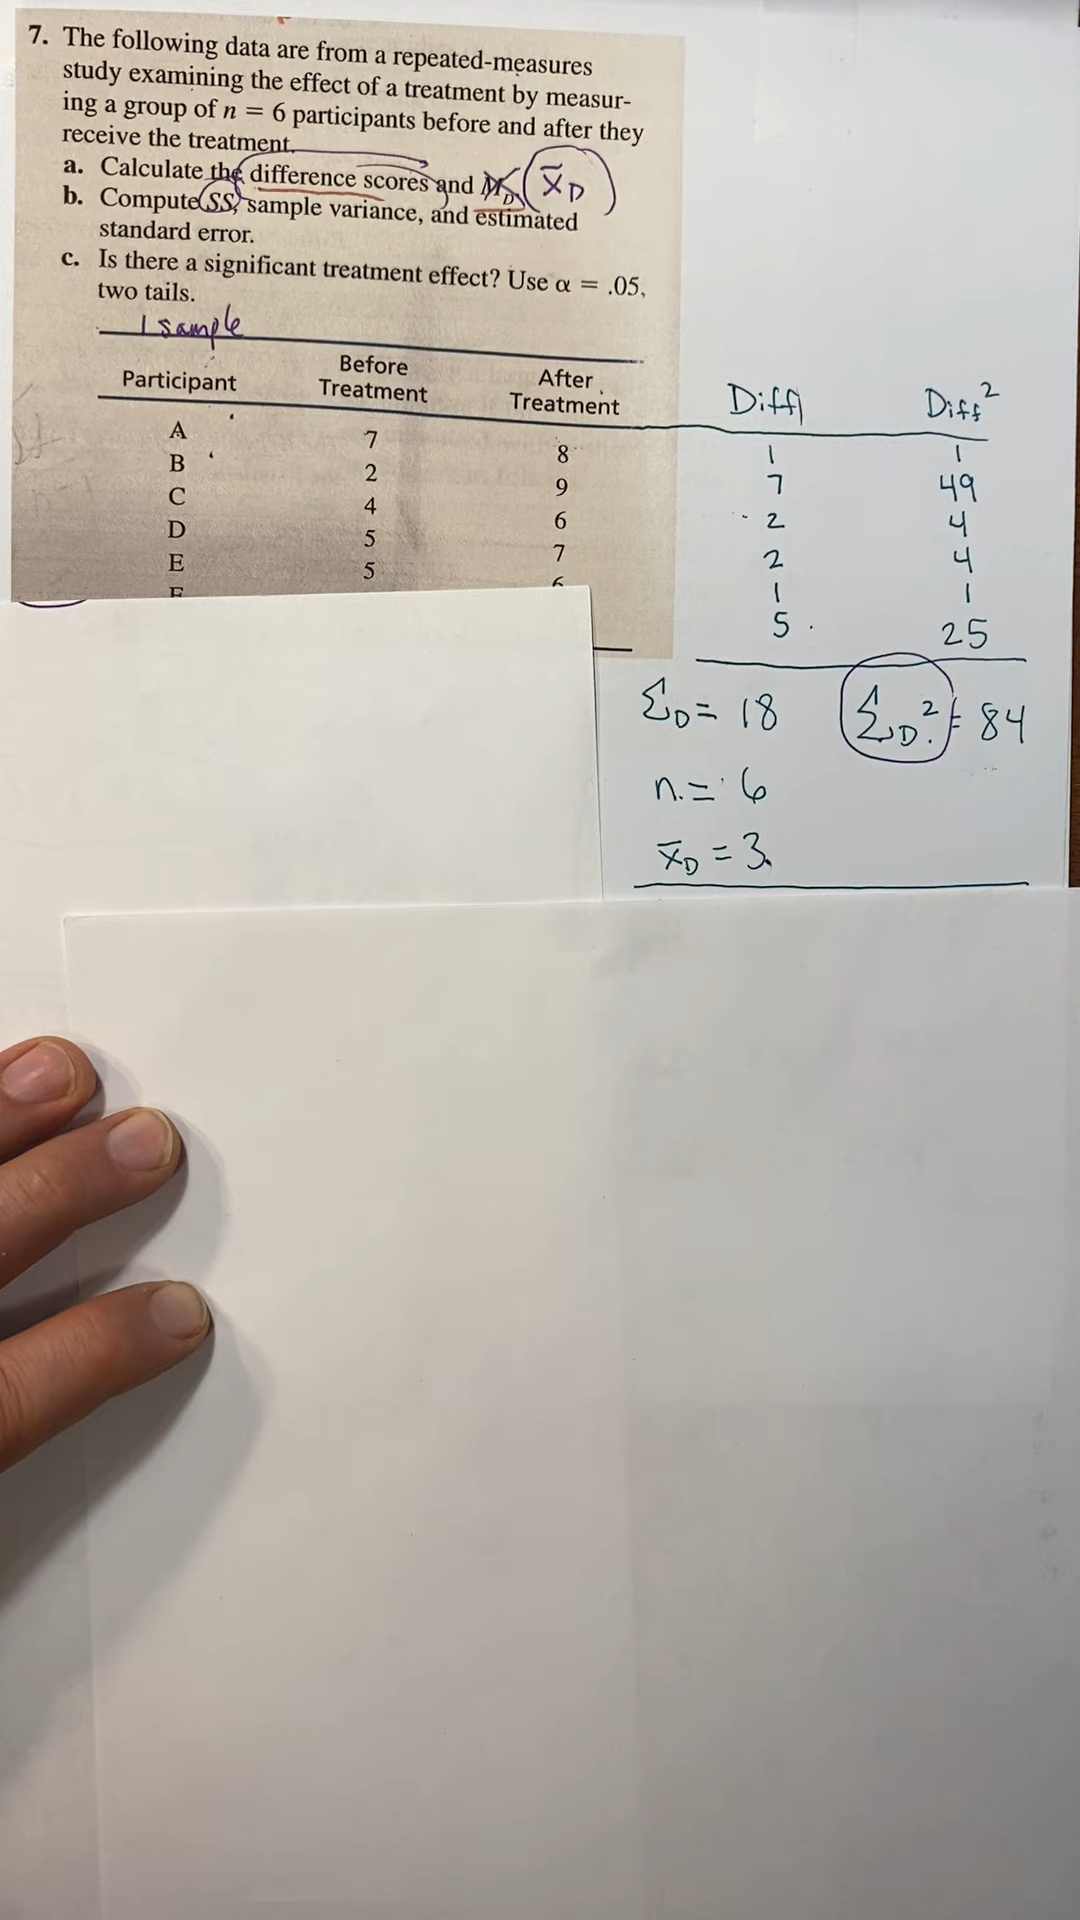 7. The following data are from a repeated-measures
study examining the effect of a treatment by measur-
ing a group of n = 6 participants before and after they
receive the treatment.
a. Calculate the difference scores and M_D. (x̄_D)
b. Compute SS, sample variance, and estimated
standard error.
c. Is there a significant treatment effect? Use α = .05,
two tails.
1 sample
Participant Before Treatment After Treatment Diff Diff²
A 7 8 1 1
B 2 9 7 49
C 4 6 2 4
D 5 7 2 4
E 5 6 1 1
F 5 25
Σ_D = 18 Σ_D² = 84
n = 6
x̄_D = 3